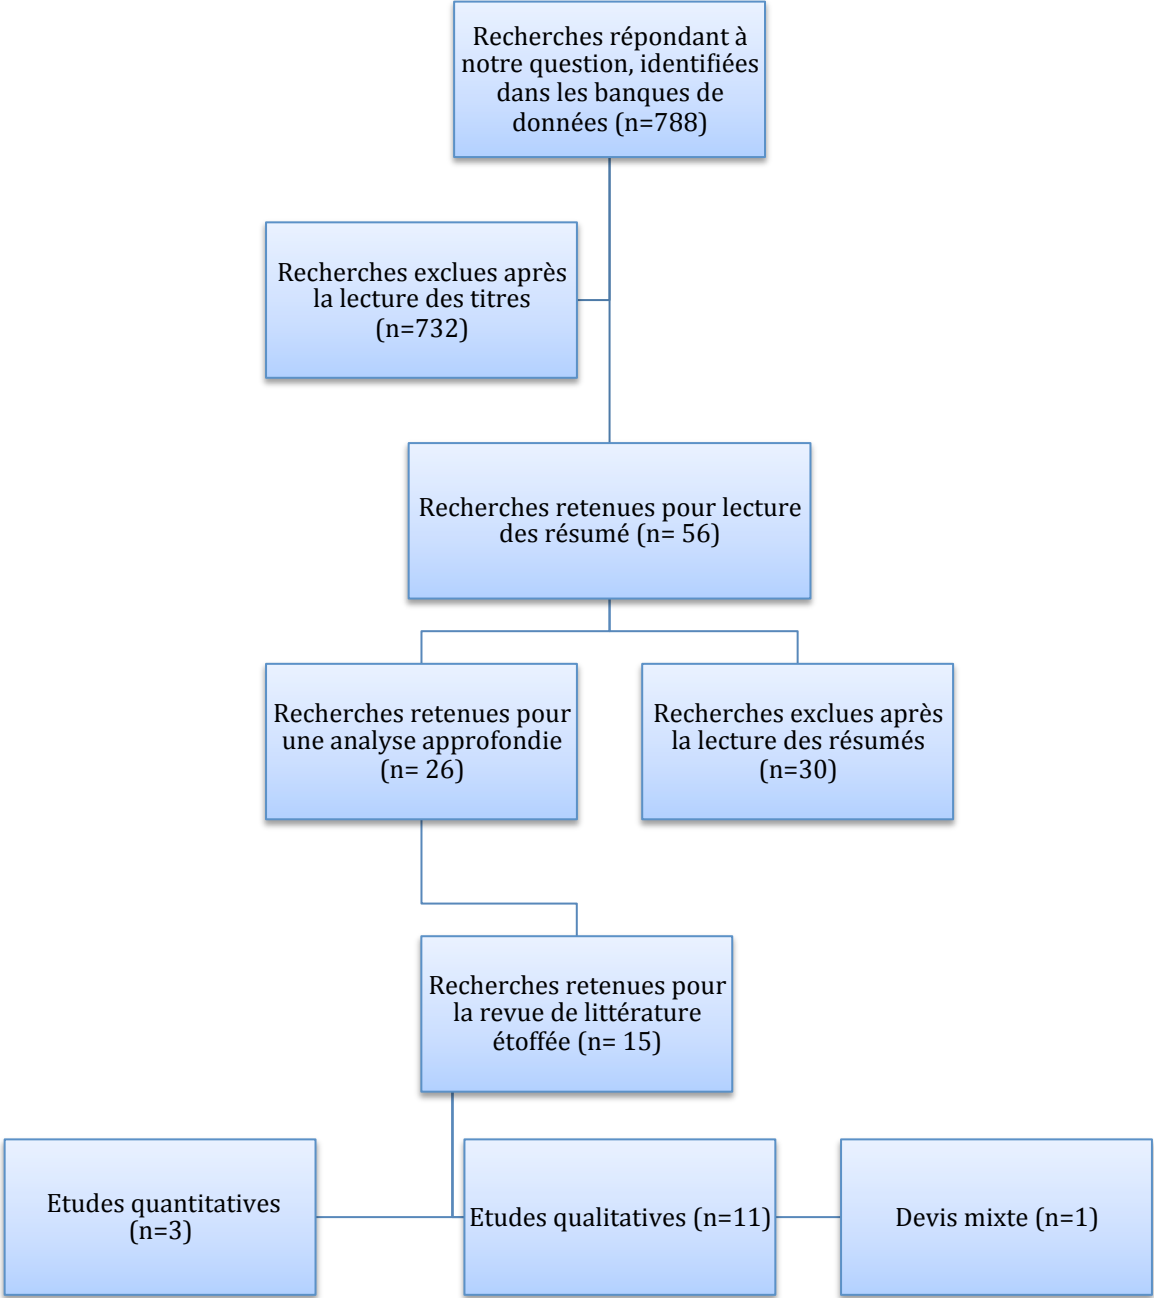 Recherches répondant à
notre question, identifiées
dans les banques de
données (n=788)
Recherches exclues après
la lecture des titres
(n=732)
Recherches retenues pour lecture
des résumé (n= 56)
Recherches retenues pour
une analyse approfondie
(n= 26)
Recherches exclues après
la lecture des résumés
(n=30)
Recherches retenues pour
la revue de littérature
étoffée (n= 15)
Etudes quantitatives
(n=3)
Etudes qualitatives (n=11)
Devis mixte (n=1)